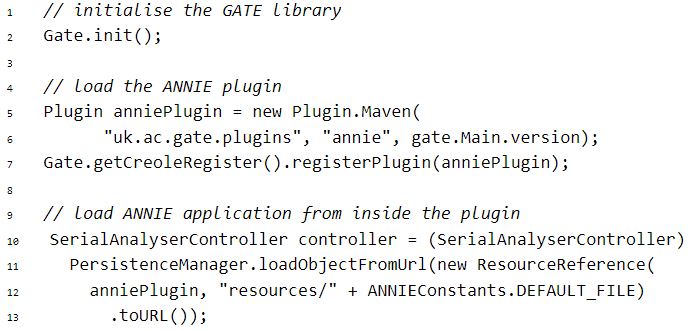 1 // initialise the GATE library
2 Gate.init();
3
4 // load the ANNIE plugin
5 Plugin anniePlugin = new Plugin.Maven(
6 "uk.ac.gate.plugins", "annie", gate.Main.version);
7 Gate.getCreoleRegister().registerPlugin(anniePlugin);
8
9 // load ANNIE application from inside the plugin
10 SerialAnalyserController controller = (SerialAnalyserController)
11 PersistenceManager.loadObjectFromUrl(new ResourceReference(
12 anniePlugin, "resources/" + ANNIEConstants.DEFAULT_FILE)
13 .toURL());